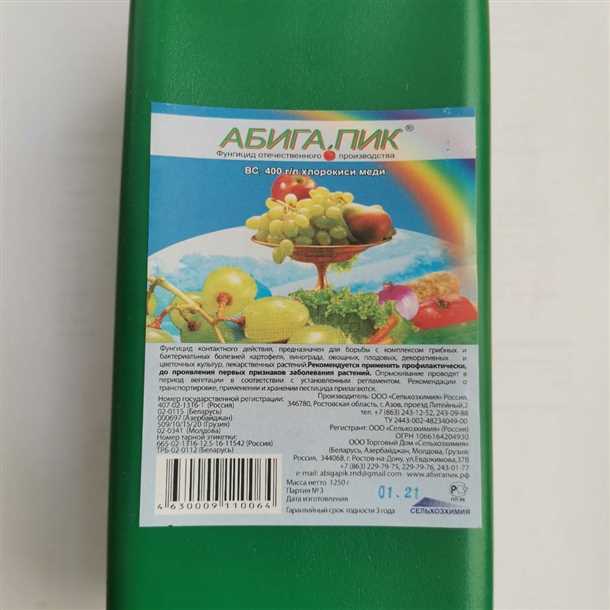 АБИГА ПИК®
Фунгицид отечественного производства
ВС 400 г/л хлорокиси меди
Фунгицид контактного действия, предназначен для борьбы с комплексом грибных и
бактериальных болезней картофеля, винограда, овощных, плодовых, декоративных и
цветочных культур, лекарственных растений.Рекомендуется применять профилактически,
до проявления первых признаков заболевания растений. Опрыскивание проводят в
период вегетации в соответствии с установленным регламентом. Рекомендации о
транспортировке, применении и хранении пестицида прилагаются.
Номер государственной регистрации:
407-02-1316-1 (Россия)
02-0115 (Беларусь)
000697 (Азербайджан)
509/10/15/20 (Грузия)
02-0341 (Молдова)
Номер тарной этикетки:
665-02-1316-12.5-16-11542 (Россия)
ТРБ-02-0112 (Беларусь)
Производитель: ООО «Сельхозхимия» Россия,
346780, Ростовская область, г. Азов, проезд Литейный,2
тел. +7 (863) 243-12-52, 243-09-88
ТУ 2443-002-48234049-00
Регистрант: ООО «Сельхозхимия» (Россия)
ОГРН 1066164204930
ООО Торговый Дом «Сельхозхимия»
(Беларусь, Азербайджан, Молдова, Грузия)
Россия, 344068, г. Ростов-на-Дону, ул.Евдокимова,37В
+7 (863) 229-79-75, 229-79-76, 243-01-77
e-mail: abigapik.rnd@gmail.com www.абигапик.рф
4630009110064
Масса нетто 1250 г
Партия № 3
Дата изготовления
01.21
Гарантийный срок годности 3 года
СЕЛЬХОЗХИМИЯ